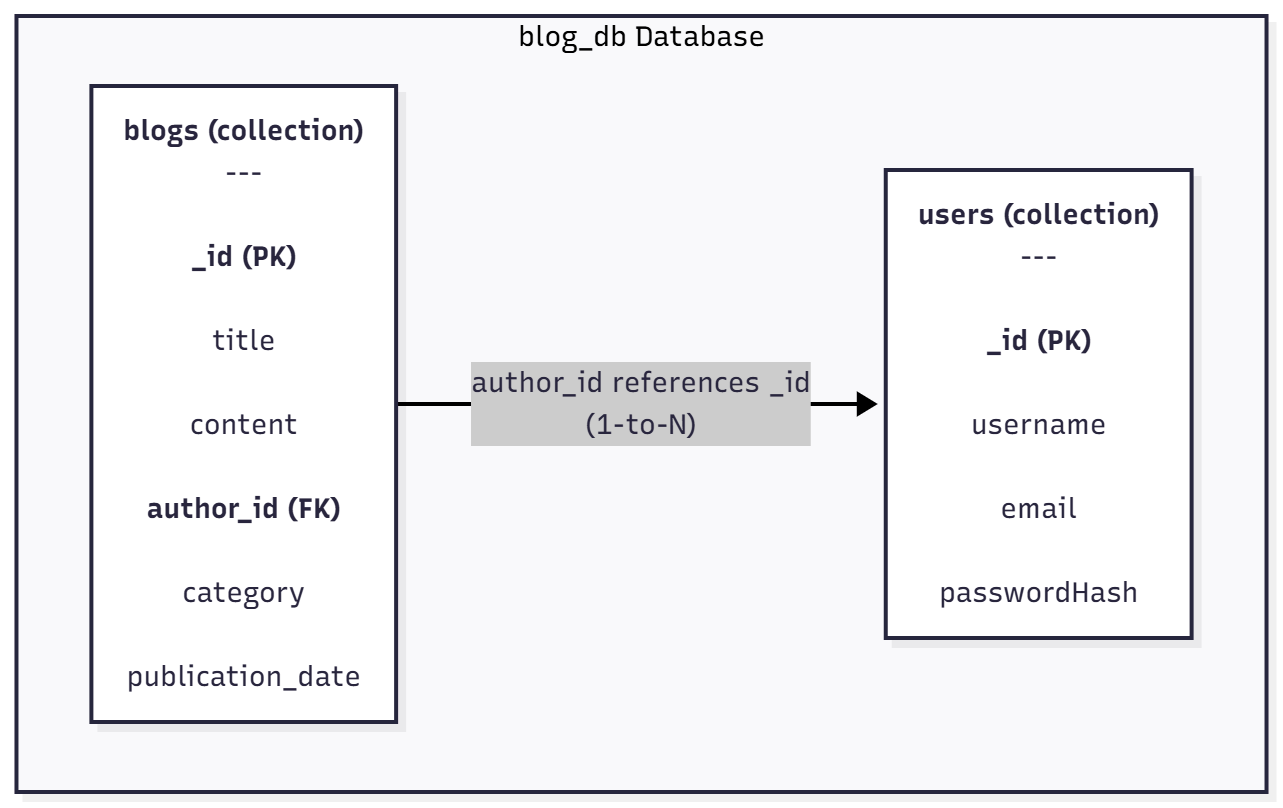 blog_db Database
blogs (collection)
---
_id (PK)
title
content
author_id (FK)
category
publication_date
author_id references _id
(1-to-N)
users (collection)
---
_id (PK)
username
email
passwordHash